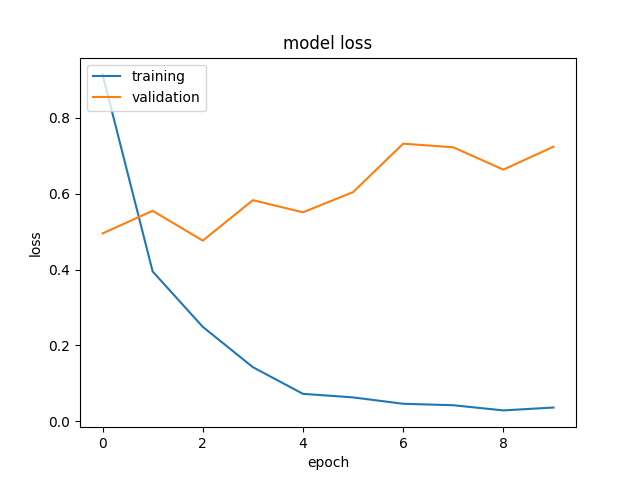 model loss
training
validation
loss
0.8
0.6
0.4
0.2
0.0
0 2 4 6 8
epoch